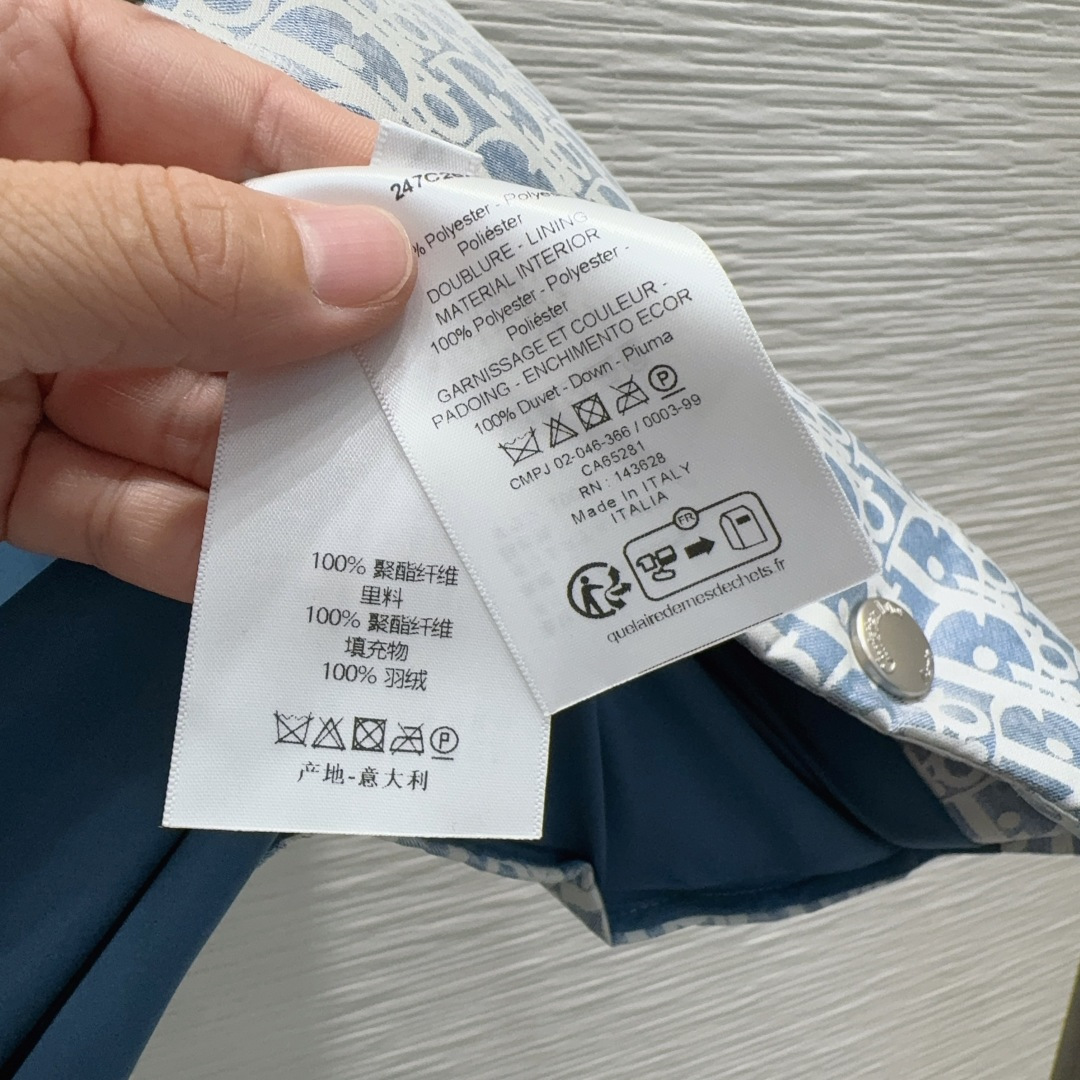 247C26
% Polyester - Polye
Poliéster
DOUBLURE - LINING
MATERIAL INTERIOR
100% Polyester - Polyester -
Poliéster
GARNISSAGE ET COULEUR -
PADOING - ENCHIMENTO ECOR
100% Duvet - Down - Piuma
P
CMPJ 02-046-366 / 0003-99
CA65281
RN : 143628
Made In ITALY
ITALIA
FR
quelairedemesdechets.fr
100% 聚酯纤维
里料
100% 聚酯纤维
填充物
100% 羽绒
P
产地-意大利